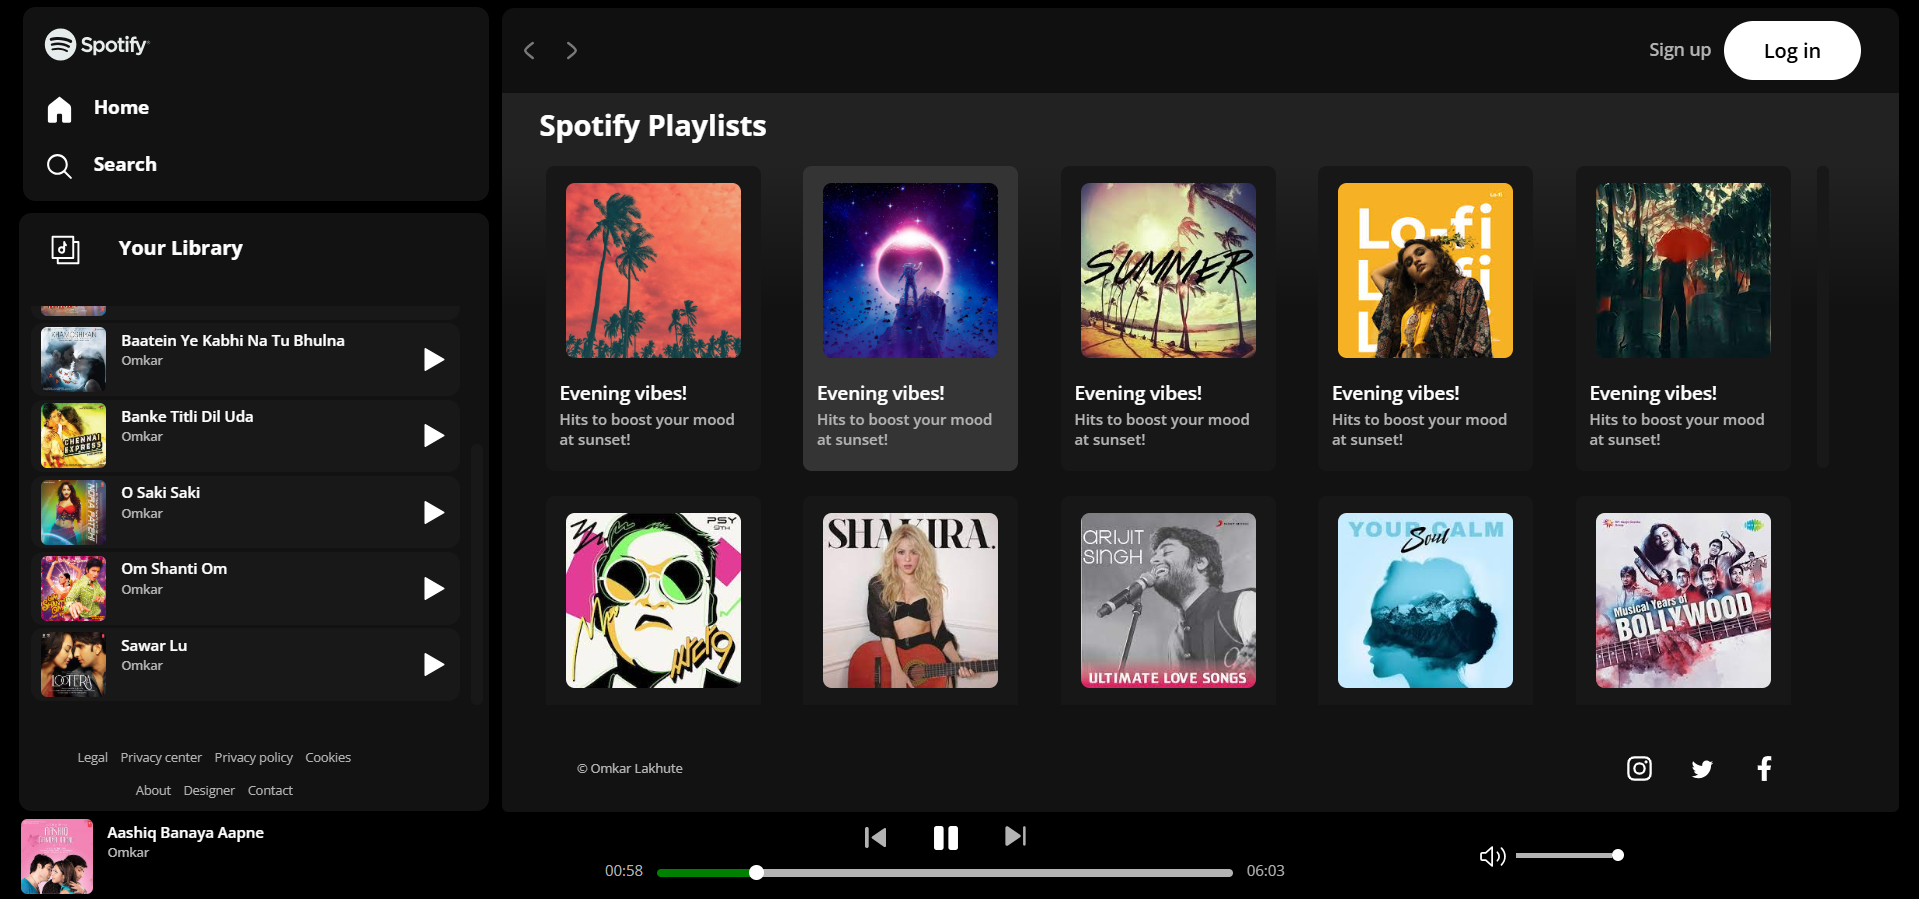 Spotify
Home
Search
Your Library
Baatein Ye Kabhi Na Tu Bhulna
Omkar
Banke Titli Dil Uda
Omkar
CHENNAI
EXPRESS
O Saki Saki
Omkar
Om Shanti Om
Omkar
Sawar Lu
Omkar
LOOTERA
Legal Privacy center Privacy policy Cookies
About Designer Contact
Sign up Log in
Spotify Playlists
SUMMER
Lo-fi
Lo-fi
Evening vibes!
Hits to boost your mood
at sunset!
Evening vibes!
Hits to boost your mood
at sunset!
Evening vibes!
Hits to boost your mood
at sunset!
Evening vibes!
Hits to boost your mood
at sunset!
Evening vibes!
Hits to boost your mood
at sunset!
PSY
9TH
SHAKIRA.
ARIJIT
SINGH
ULTIMATE LOVE SONGS
YOUR CALM
Soul
Musical Years of
BOLLYWOOD
© Omkar Lakhute
Aashiq Banaya Aapne
Omkar
00:58 06:03